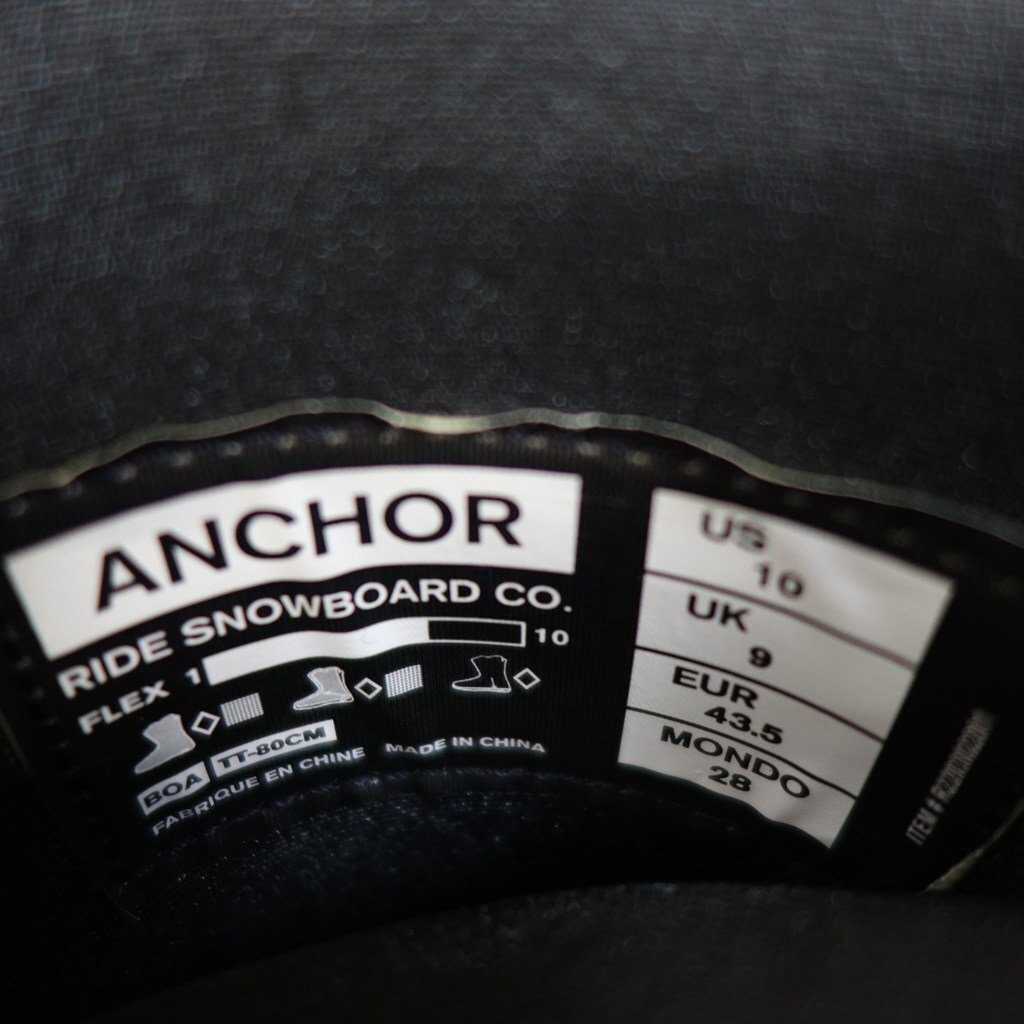 ANCHOR
RIDE SNOWBOARD CO.
FLEX 1 10
BOA TT-80CM
FABRIQUE EN CHINE MADE IN CHINA
US
10
UK
9
EUR
43.5
MONDO
28
ITEM #